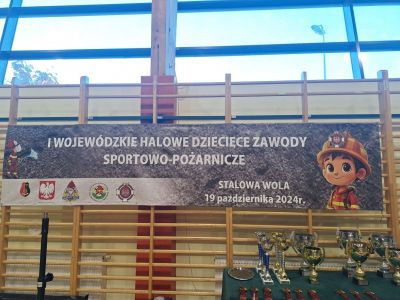 I WOJEWÓDZKIE HALOWE DZIECIĘCE ZAWODY
SPORTOWO-POŻARNICZE
STALOWA WOLA
19 października 2024r.